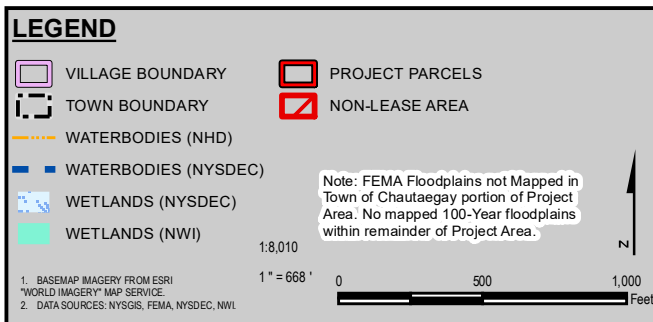 LEGEND
VILLAGE BOUNDARY
TOWN BOUNDARY
WATERBODIES (NHD)
WATERBODIES (NYSDEC)
WETLANDS (NYSDEC)
WETLANDS (NWI)
PROJECT PARCELS
NON-LEASE AREA
Note: FEMA Floodplains not Mapped in
Town of Chautaegay portion of Project
Area. No mapped 100-Year floodplains
within remainder of Project Area.
N
1:8,010
1 " = 668 '
0 500 1,000
Feet
1. BASEMAP IMAGERY FROM ESRI
"WORLD IMAGERY" MAP SERVICE.
2. DATA SOURCES: NYSGIS, FEMA, NYSDEC, NWI.